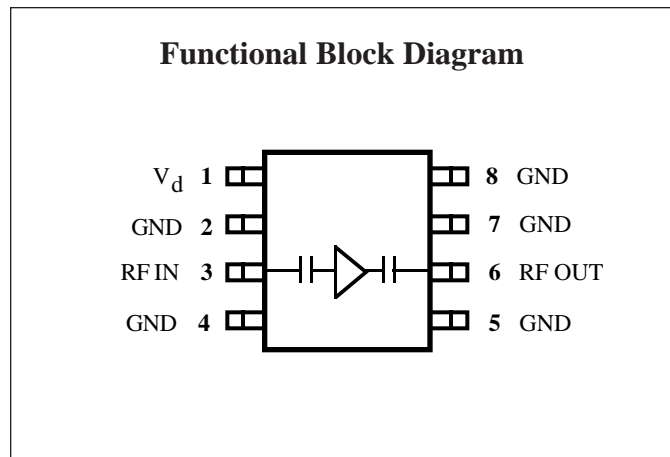 Functional Block Diagram
Vd 1
8 GND
GND 2
7 GND
RF IN 3
6 RF OUT
GND 4
5 GND